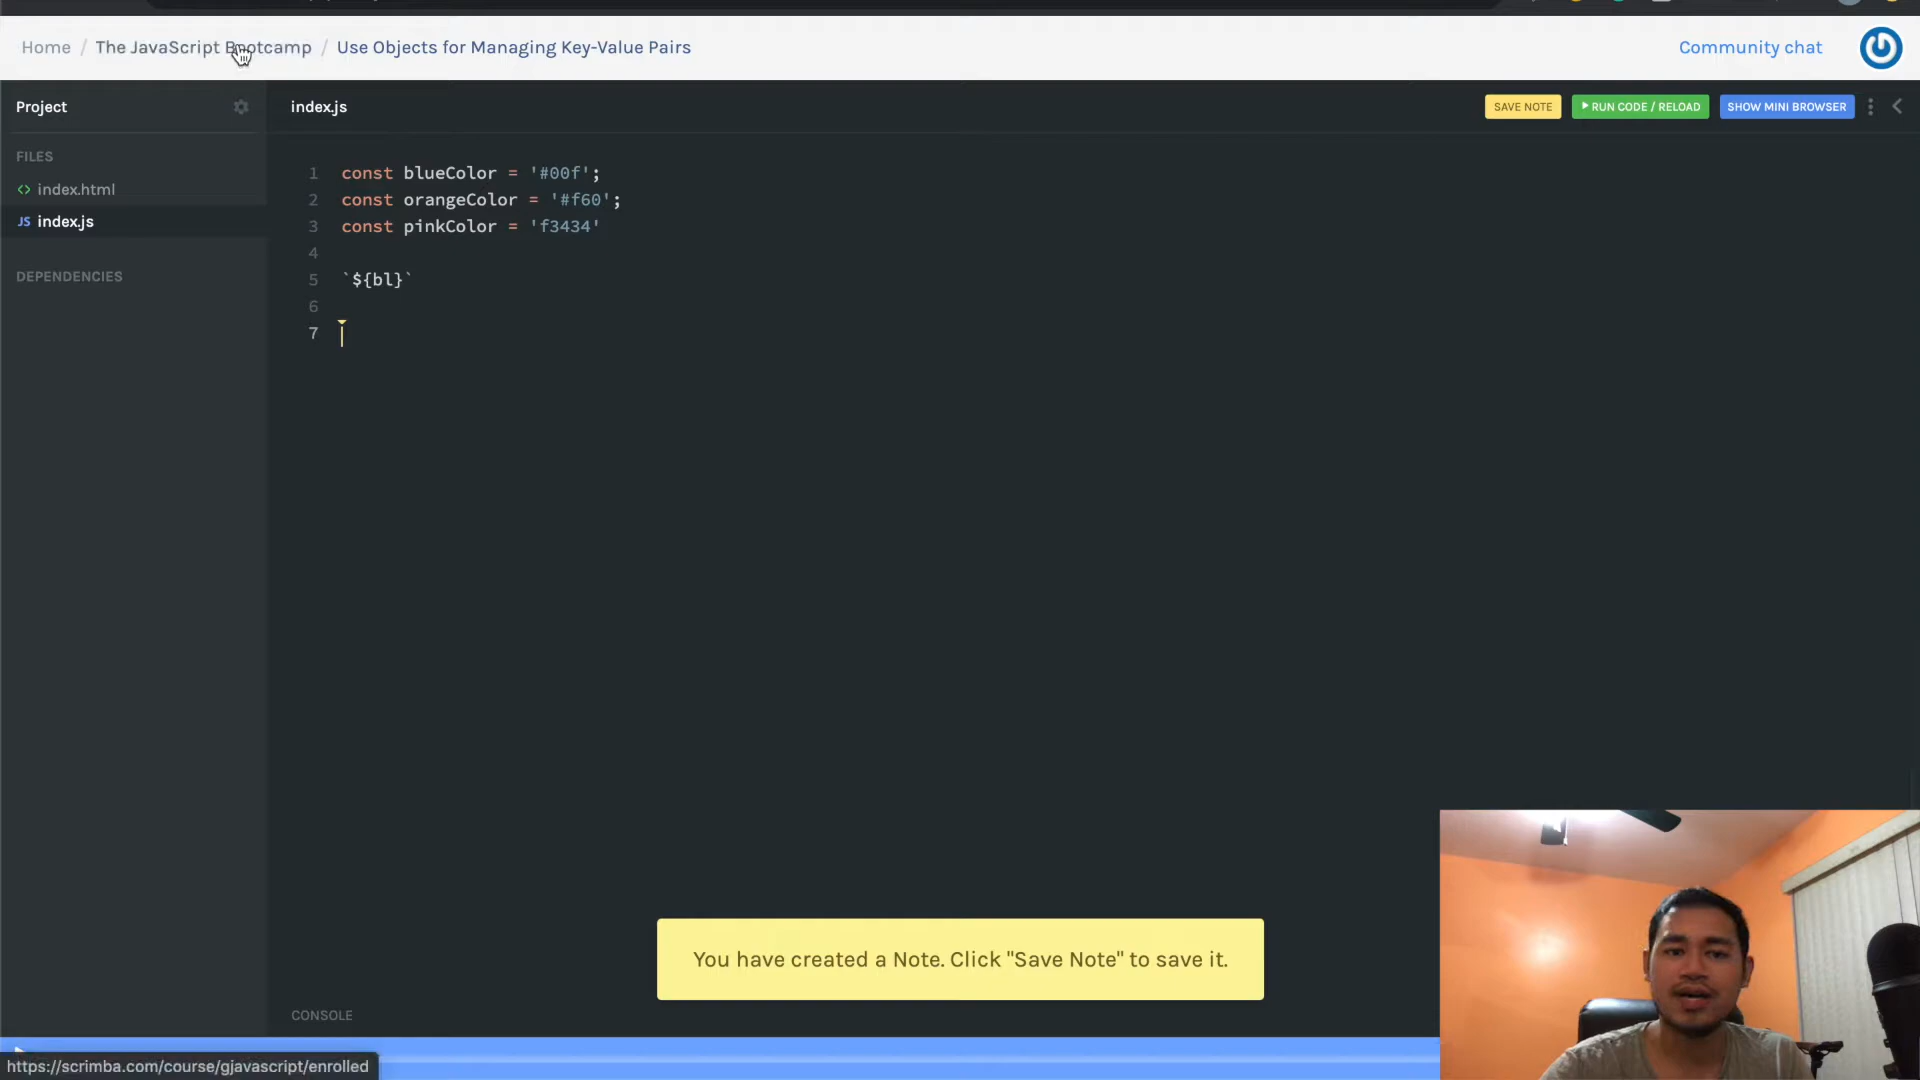 Home / The JavaScript Bootcamp / Use Objects for Managing Key-Value Pairs
Community chat
Project
index.js
SAVE NOTE
RUN CODE / RELOAD
SHOW MINI BROWSER
FILES
<> index.html
JS index.js
DEPENDENCIES
1 const blueColor = '#00f';
2 const orangeColor = '#f60';
3 const pinkColor = 'f3434'
4
5 `${bl}`
6
7
You have created a Note. Click "Save Note" to save it.
CONSOLE
https://scrimba.com/course/gjavascript/enrolled